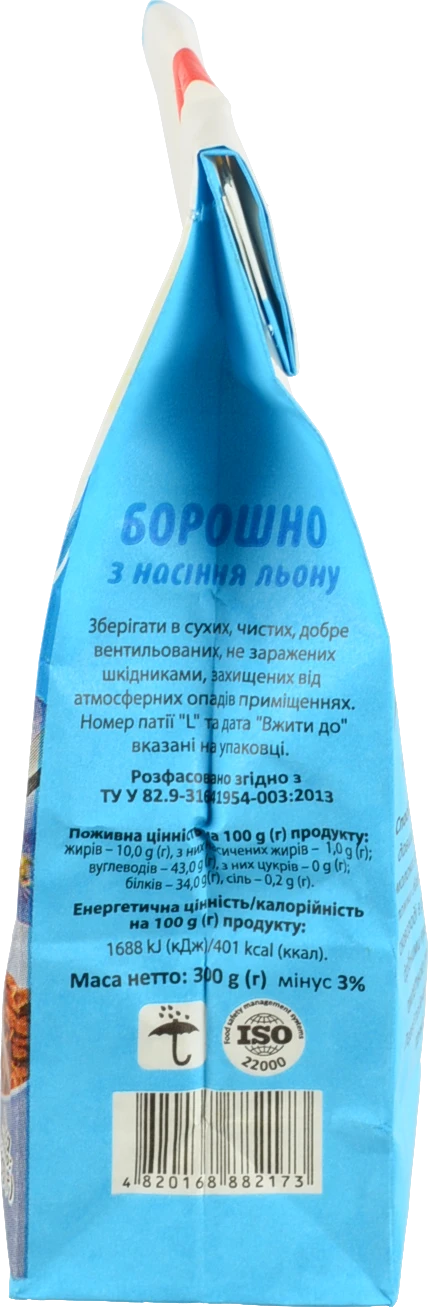 БОРОШНО
з насіння льону
Зберігати в сухих, чистих, добре
вентильованих, не заражених
шкідниками, захищених від
атмосферних опадів приміщеннях.
Номер патії "L" та дата "Вжити до"
вказані на упаковці.
Розфасовано згідно з
ТУ У 82.9-31641954-003:2013
Поживна цінність на 100 g (г) продукту:
жирів – 10,0 g (г), з них насичених жирів – 1,0 g (г);
вуглеводів – 43,0 g (г), з них цукрів – 0 g (г);
білків – 34,0 g (г), сіль – 0,2 g (г).
Енергетична цінність/калорійність
на 100 g (г) продукту:
1688 kJ (кДж)/401 kcal (ккал).
Маса нетто: 300 g (г) мінус 3%
Food safety management systems
ISO
22000
4 820168 882173